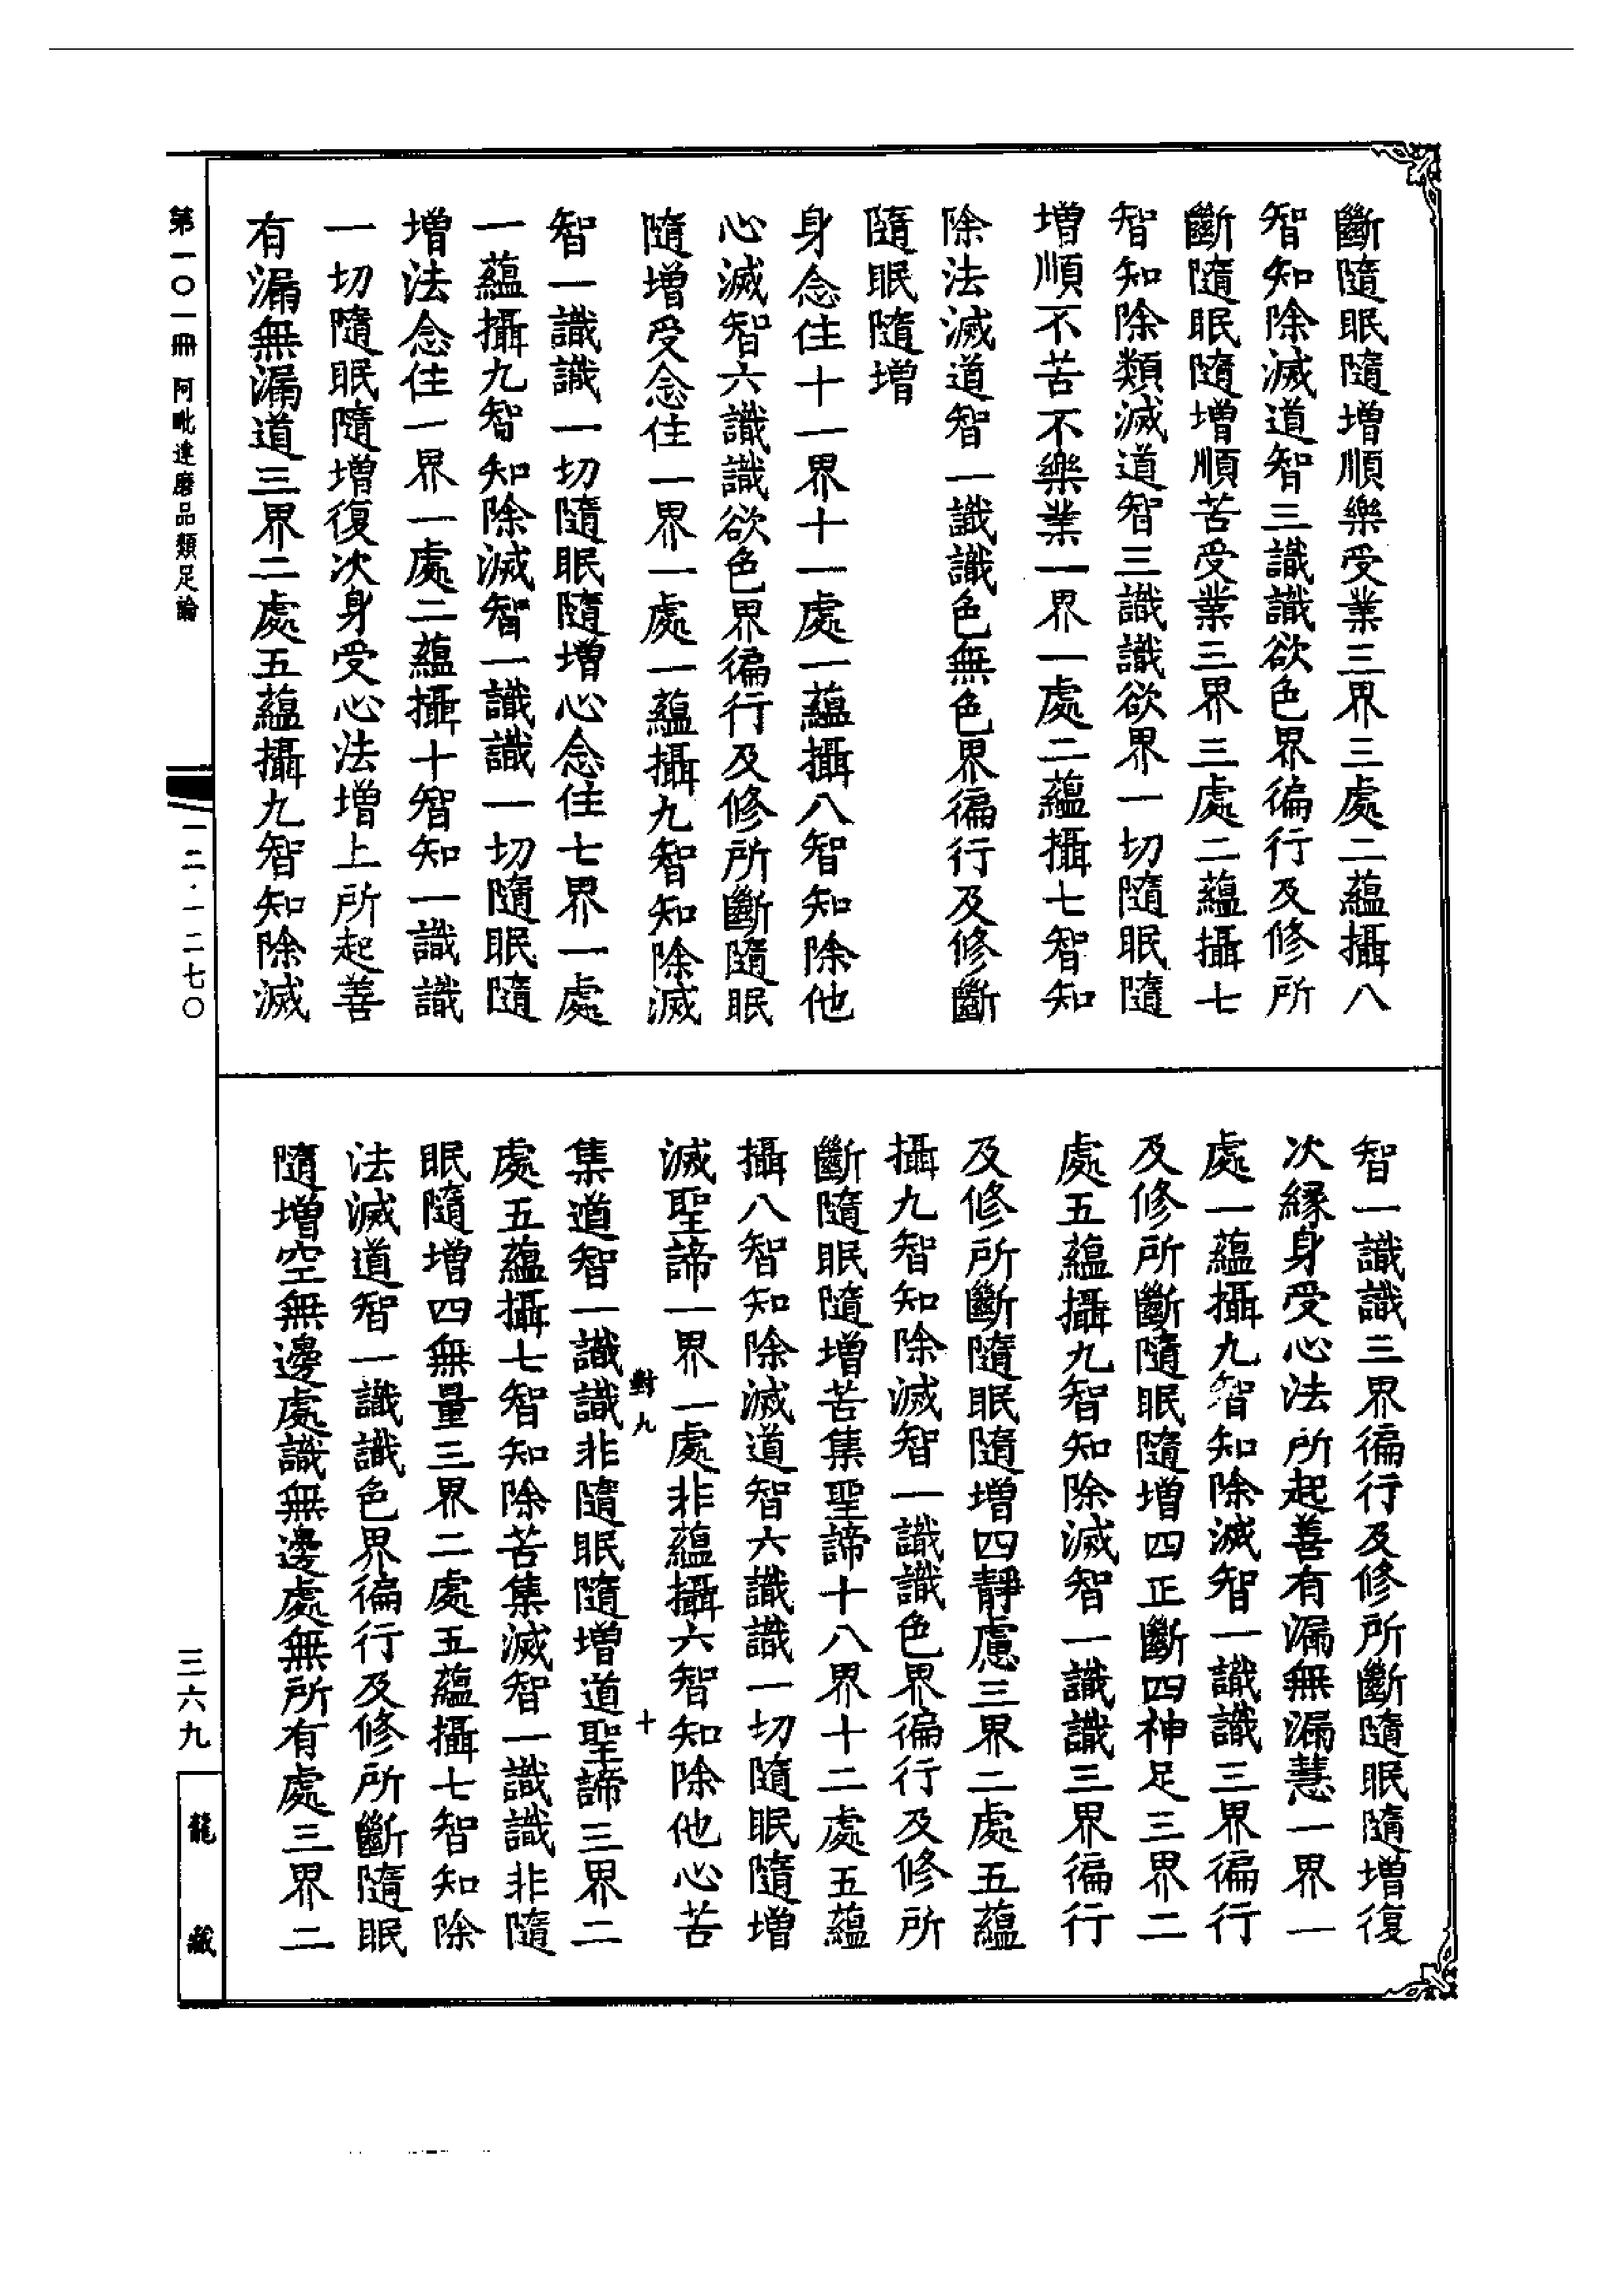 斷隨眠隨增順樂受業三界三處二蘊攝八
智知除滅道智三識識欲色界徧行及修所
斷隨眠隨增順苦受業三界三處二蘊攝七
智知除類滅道智三識識欲界一切隨眠隨
增順不苦不樂業一界一處二蘊攝七智知
除法滅道智一識識色無色界徧行及修斷
隨眠隨增
身念住十一界十一處一蘊攝八智知除他
心滅智六識識欲色界徧行及修所斷隨眠
隨增受念住一界一處一蘊攝九智知除滅
智一識識一切隨眠隨增心念住七界一處
一蘊攝九智知除滅智一識識一切隨眠隨
增法念住一界一處二蘊攝十智知一識識
一切隨眠隨增復次身受心法增上所起善
有漏無漏道三界二處五蘊攝九智知除滅
智一識識三界徧行及修所斷隨眠隨增復
次緣身受心法所起善有漏無漏慧一界一
處一蘊攝九智知除滅智一識識三界徧行
及修所斷隨眠隨增四正斷四神足三界二
處五蘊攝九智知除滅智一識識三界徧行
及修所斷隨眠隨增四靜慮三界二處五蘊
攝九智知除滅智一識識色界徧行及修所
斷隨眠隨增苦集聖諦十八界十二處五蘊
攝八智知除滅道智六識識一切隨眠隨增
滅聖諦一界一處非蘊攝六智知除他心苦
對九 十
集道智一識識非隨眠隨增道聖諦三界二
處五蘊攝七智知除苦集滅智一識識非隨
眠隨增四無量三界二處五蘊攝七智知除
法滅道智一識識色界徧行及修所斷隨眠
隨增空無邊處識無邊處無所有處三界二
第一〇一冊 阿毗達磨品類足論
一二·一二七〇
三六九
龍藏